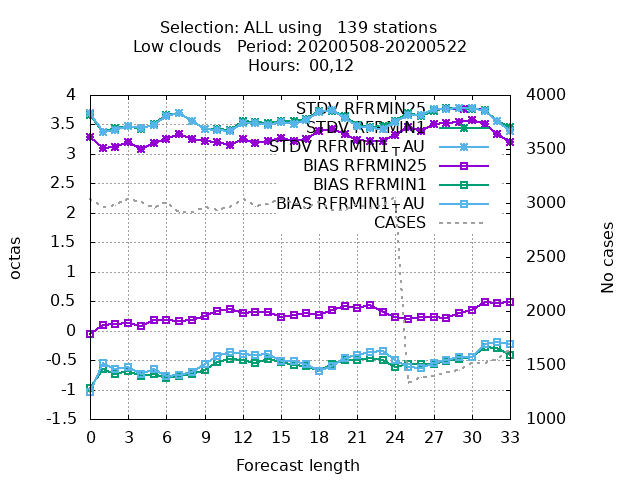 Selection: ALL using   139 stations
Low clouds   Period: 20200508-20200522
Hours:  00,12
octas
No cases
4
3.5
3
2.5
2
1.5
1
0.5
0
-0.5
-1
-1.5
4000
3500
3000
2500
2000
1500
1000
STDV RFRMIN25
STDV RFRMIN1
STDV RFRMIN1+AU
BIAS RFRMIN25
BIAS RFRMIN1
BIAS RFRMIN1+AU
CASES
0 3 6 9 12 15 18 21 24 27 30 33
Forecast length